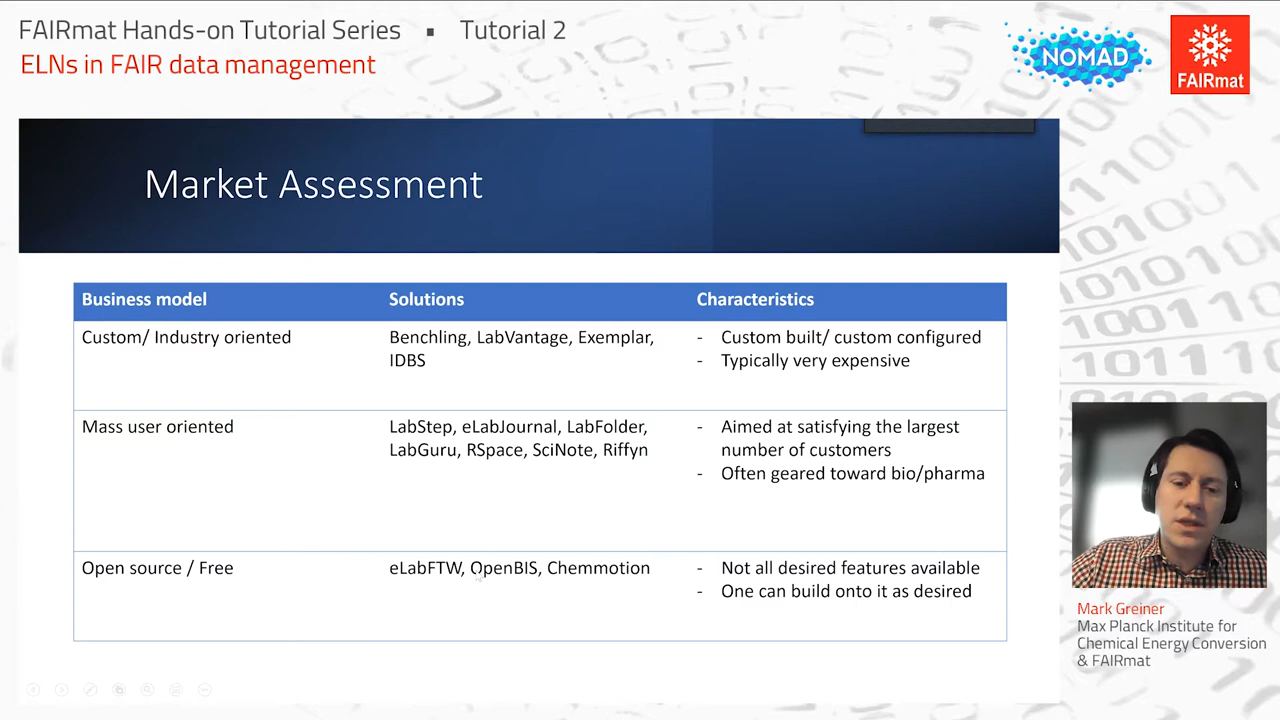 FAIRmat Hands-on Tutorial Series ▪ Tutorial 2
ELNs in FAIR data management
NOMAD
FAIRmat
Market Assessment
Business model Solutions Characteristics
Custom/ Industry oriented
Benchling, LabVantage, Exemplar,
IDBS
- Custom built/ custom configured
- Typically very expensive
Mass user oriented
LabStep, eLabJournal, LabFolder,
LabGuru, RSpace, SciNote, Riffyn
- Aimed at satisfying the largest
number of customers
- Often geared toward bio/pharma
Open source / Free
eLabFTW, OpenBIS, Chemmotion
- Not all desired features available
- One can build onto it as desired
Mark Greiner
Max Planck Institute for
Chemical Energy Conversion
& FAIRmat